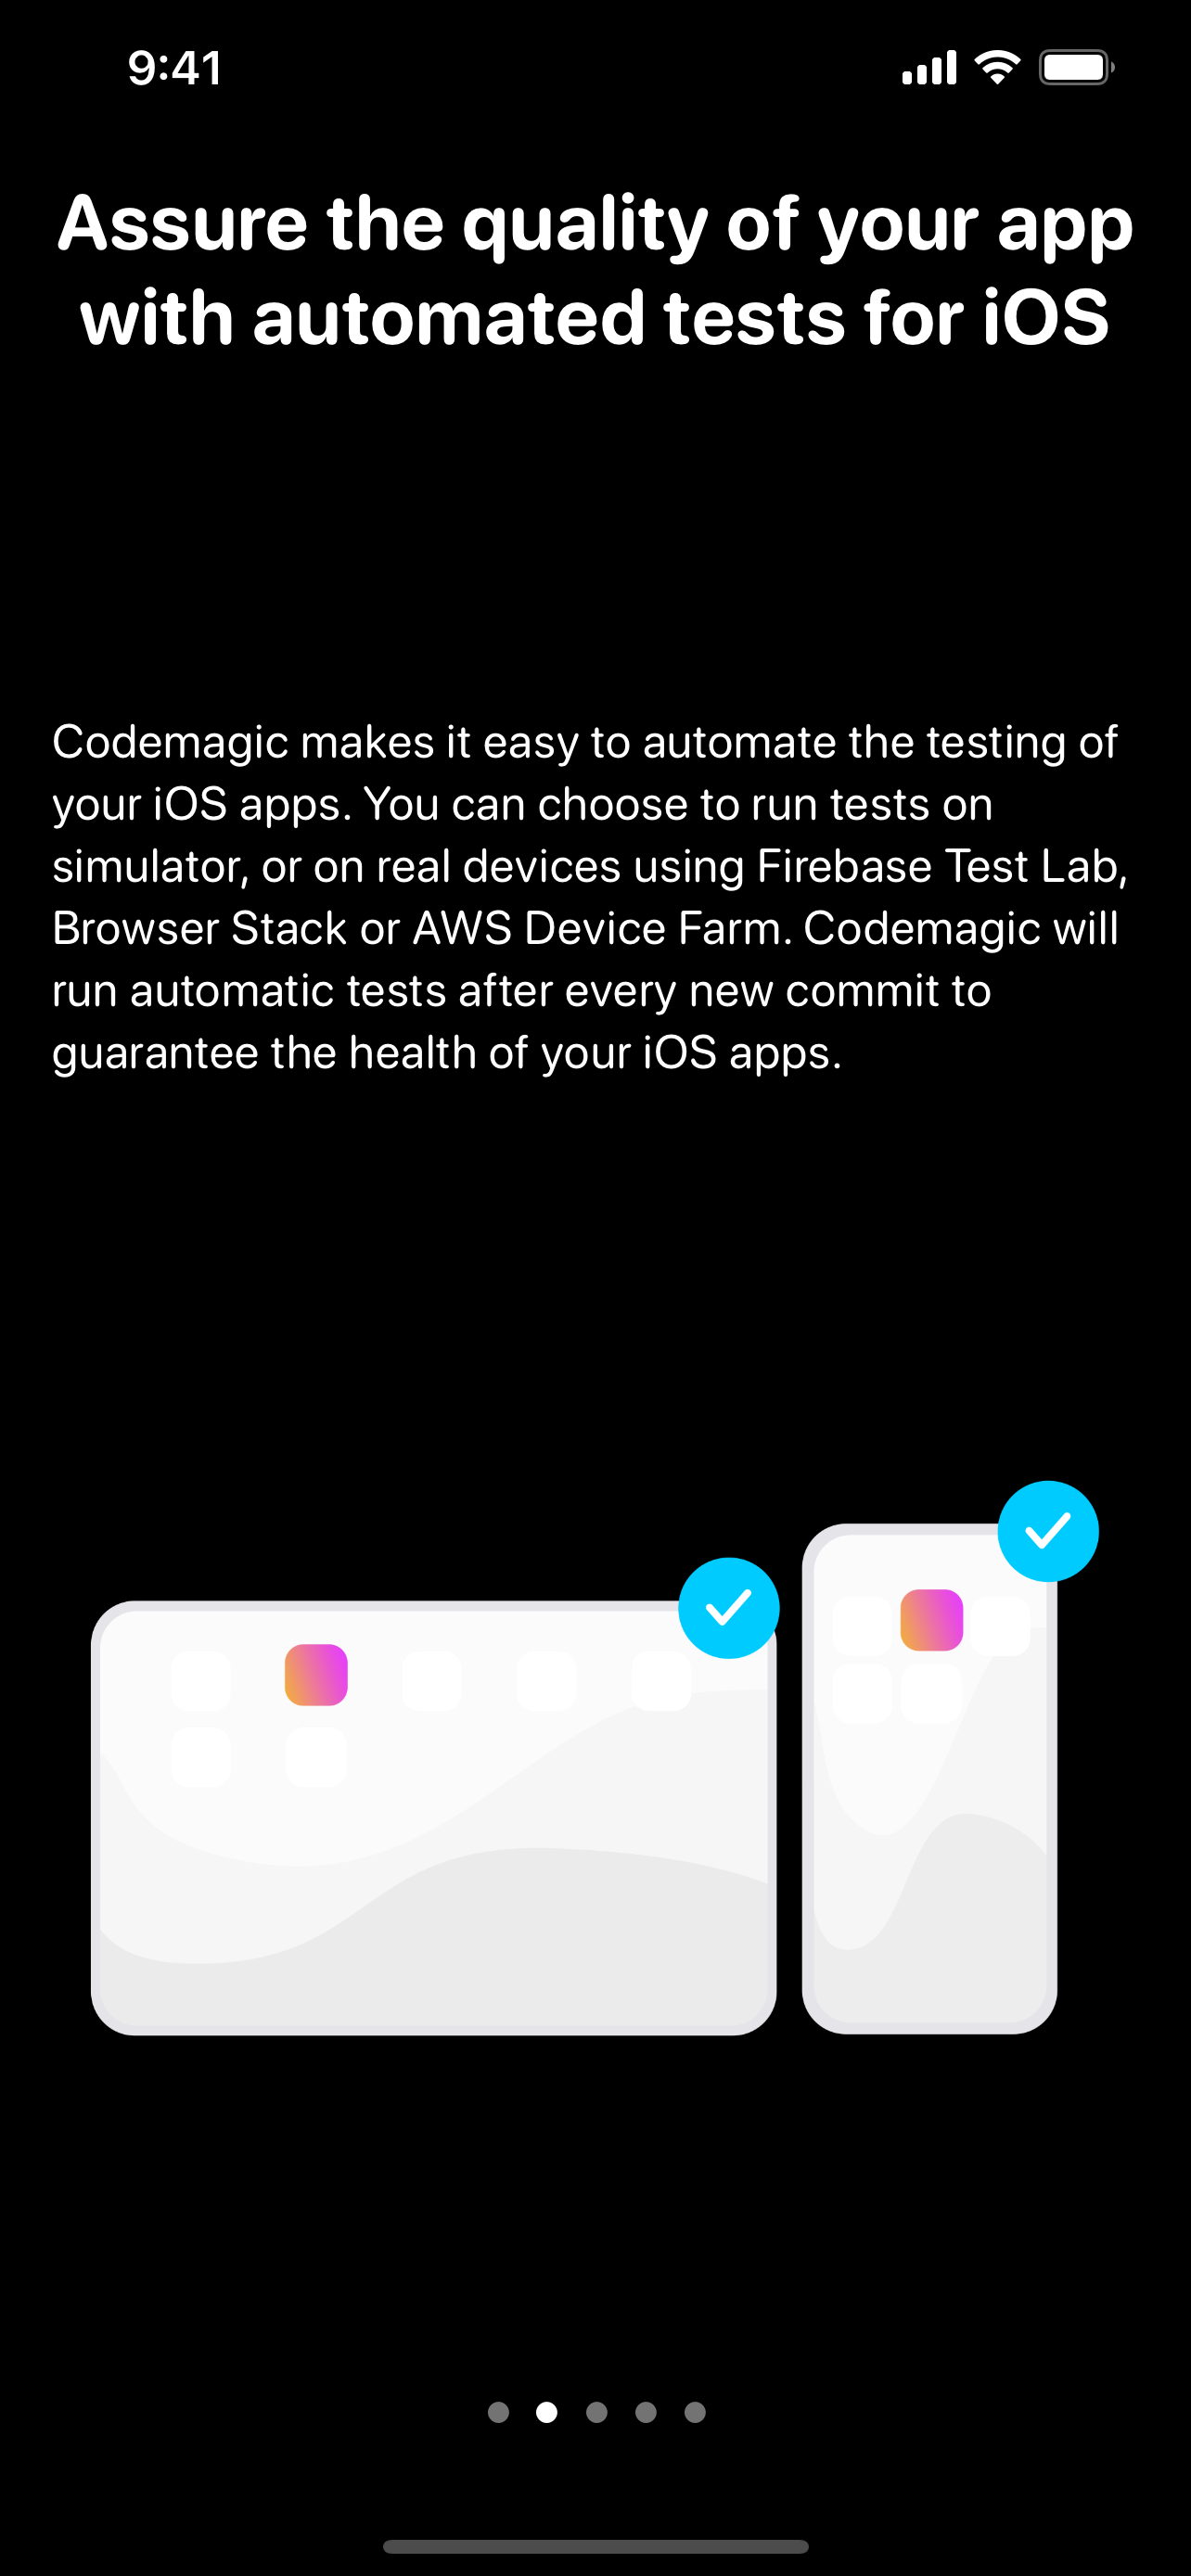 9:41
Assure the quality of your app
with automated tests for iOS
Codemagic makes it easy to automate the testing of
your iOS apps. You can choose to run tests on
simulator, or on real devices using Firebase Test Lab,
Browser Stack or AWS Device Farm. Codemagic will
run automatic tests after every new commit to
guarantee the health of your iOS apps.